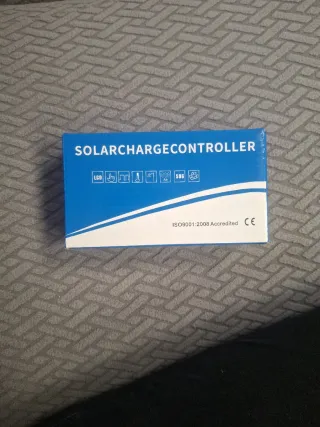 SOLARCHARGECONTROLLER
ISO9001:2008 Accredited CE